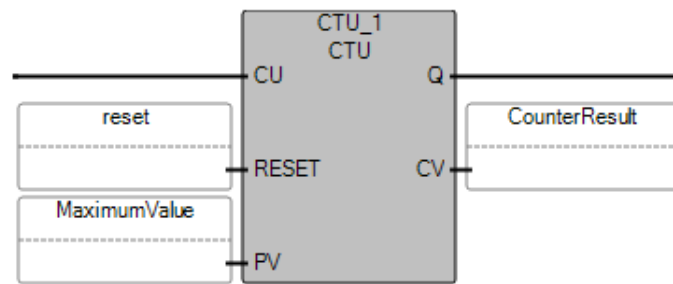 CTU_1
CTU
CU
Q
reset
CounterResult
RESET
CV
MaximumValue
PV